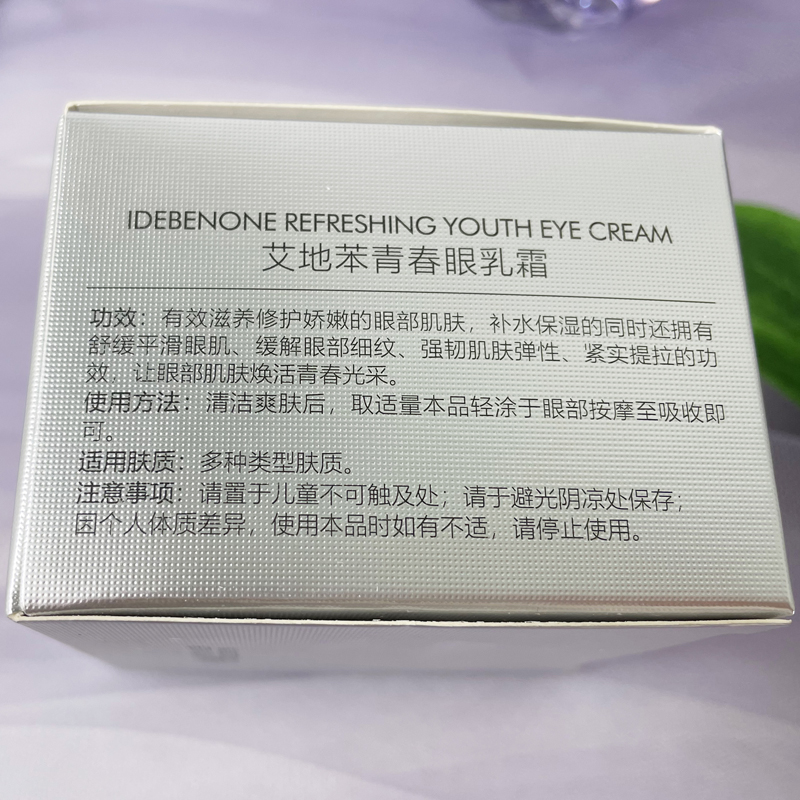 IDEBENONE REFRESHING YOUTH EYE CREAM
艾地苯青春眼乳霜
功效：有效滋养修护娇嫩的眼部肌肤，补水保湿的同时还拥有
舒缓平滑眼肌、缓解眼部细纹、强韧肌肤弹性、紧实提拉的功
效，让眼部肌肤焕活青春光采。
使用方法：清洁爽肤后，取适量本品轻涂于眼部按摩至吸收即
可。
适用肤质：多种类型肤质。
注意事项：请置于儿童不可触及处；请于避光阴凉处保存；
因个人体质差异，使用本品时如有不适，请停止使用。